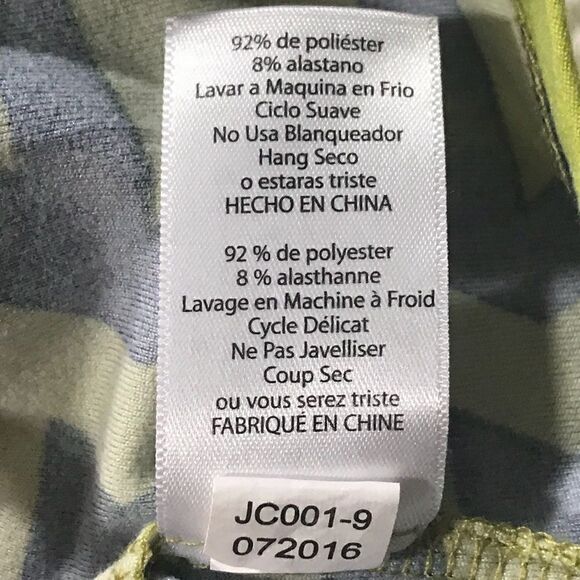 92% de poliéster
8% alastano
Lavar a Maquina en Frio
Ciclo Suave
No Usa Blanqueador
Hang Seco
o estaras triste
HECHO EN CHINA
92 % de polyester
8 % alasthanne
Lavage en Machine à Froid
Cycle Délicat
Ne Pas Javelliser
Coup Sec
ou vous serez triste
FABRIQUÉ EN CHINE
JC001-9
072016